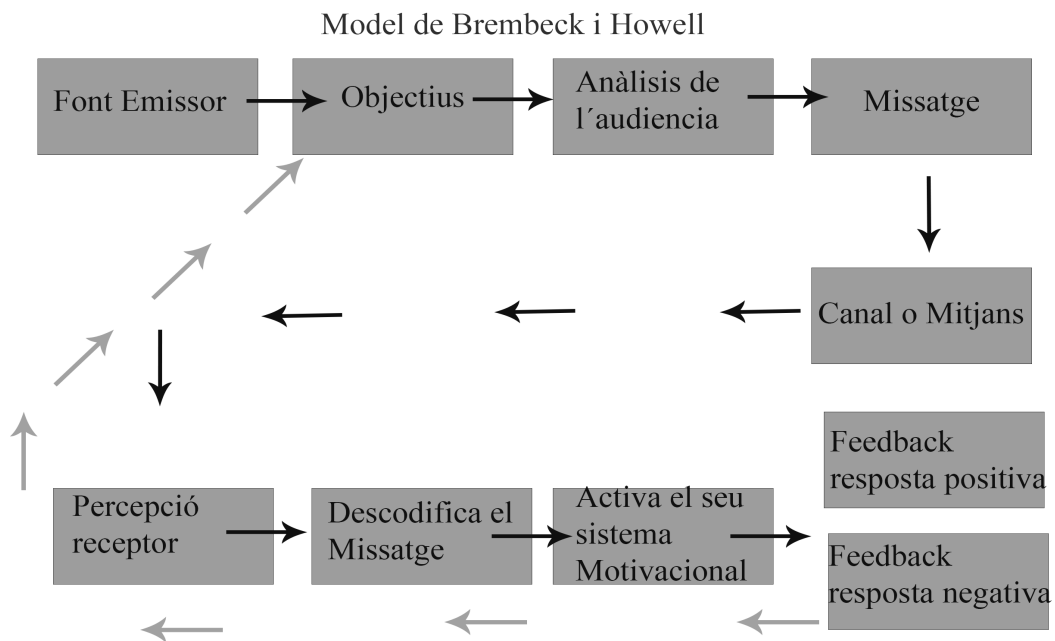 Model de Brembeck i Howell
Font Emissor
Objectius
Anàlisis de
l´audiencia
Missatge
Canal o Mitjans
Percepció
receptor
Descodifica el
Missatge
Activa el seu
sistema
Motivacional
Feedback
resposta positiva
Feedback
resposta negativa